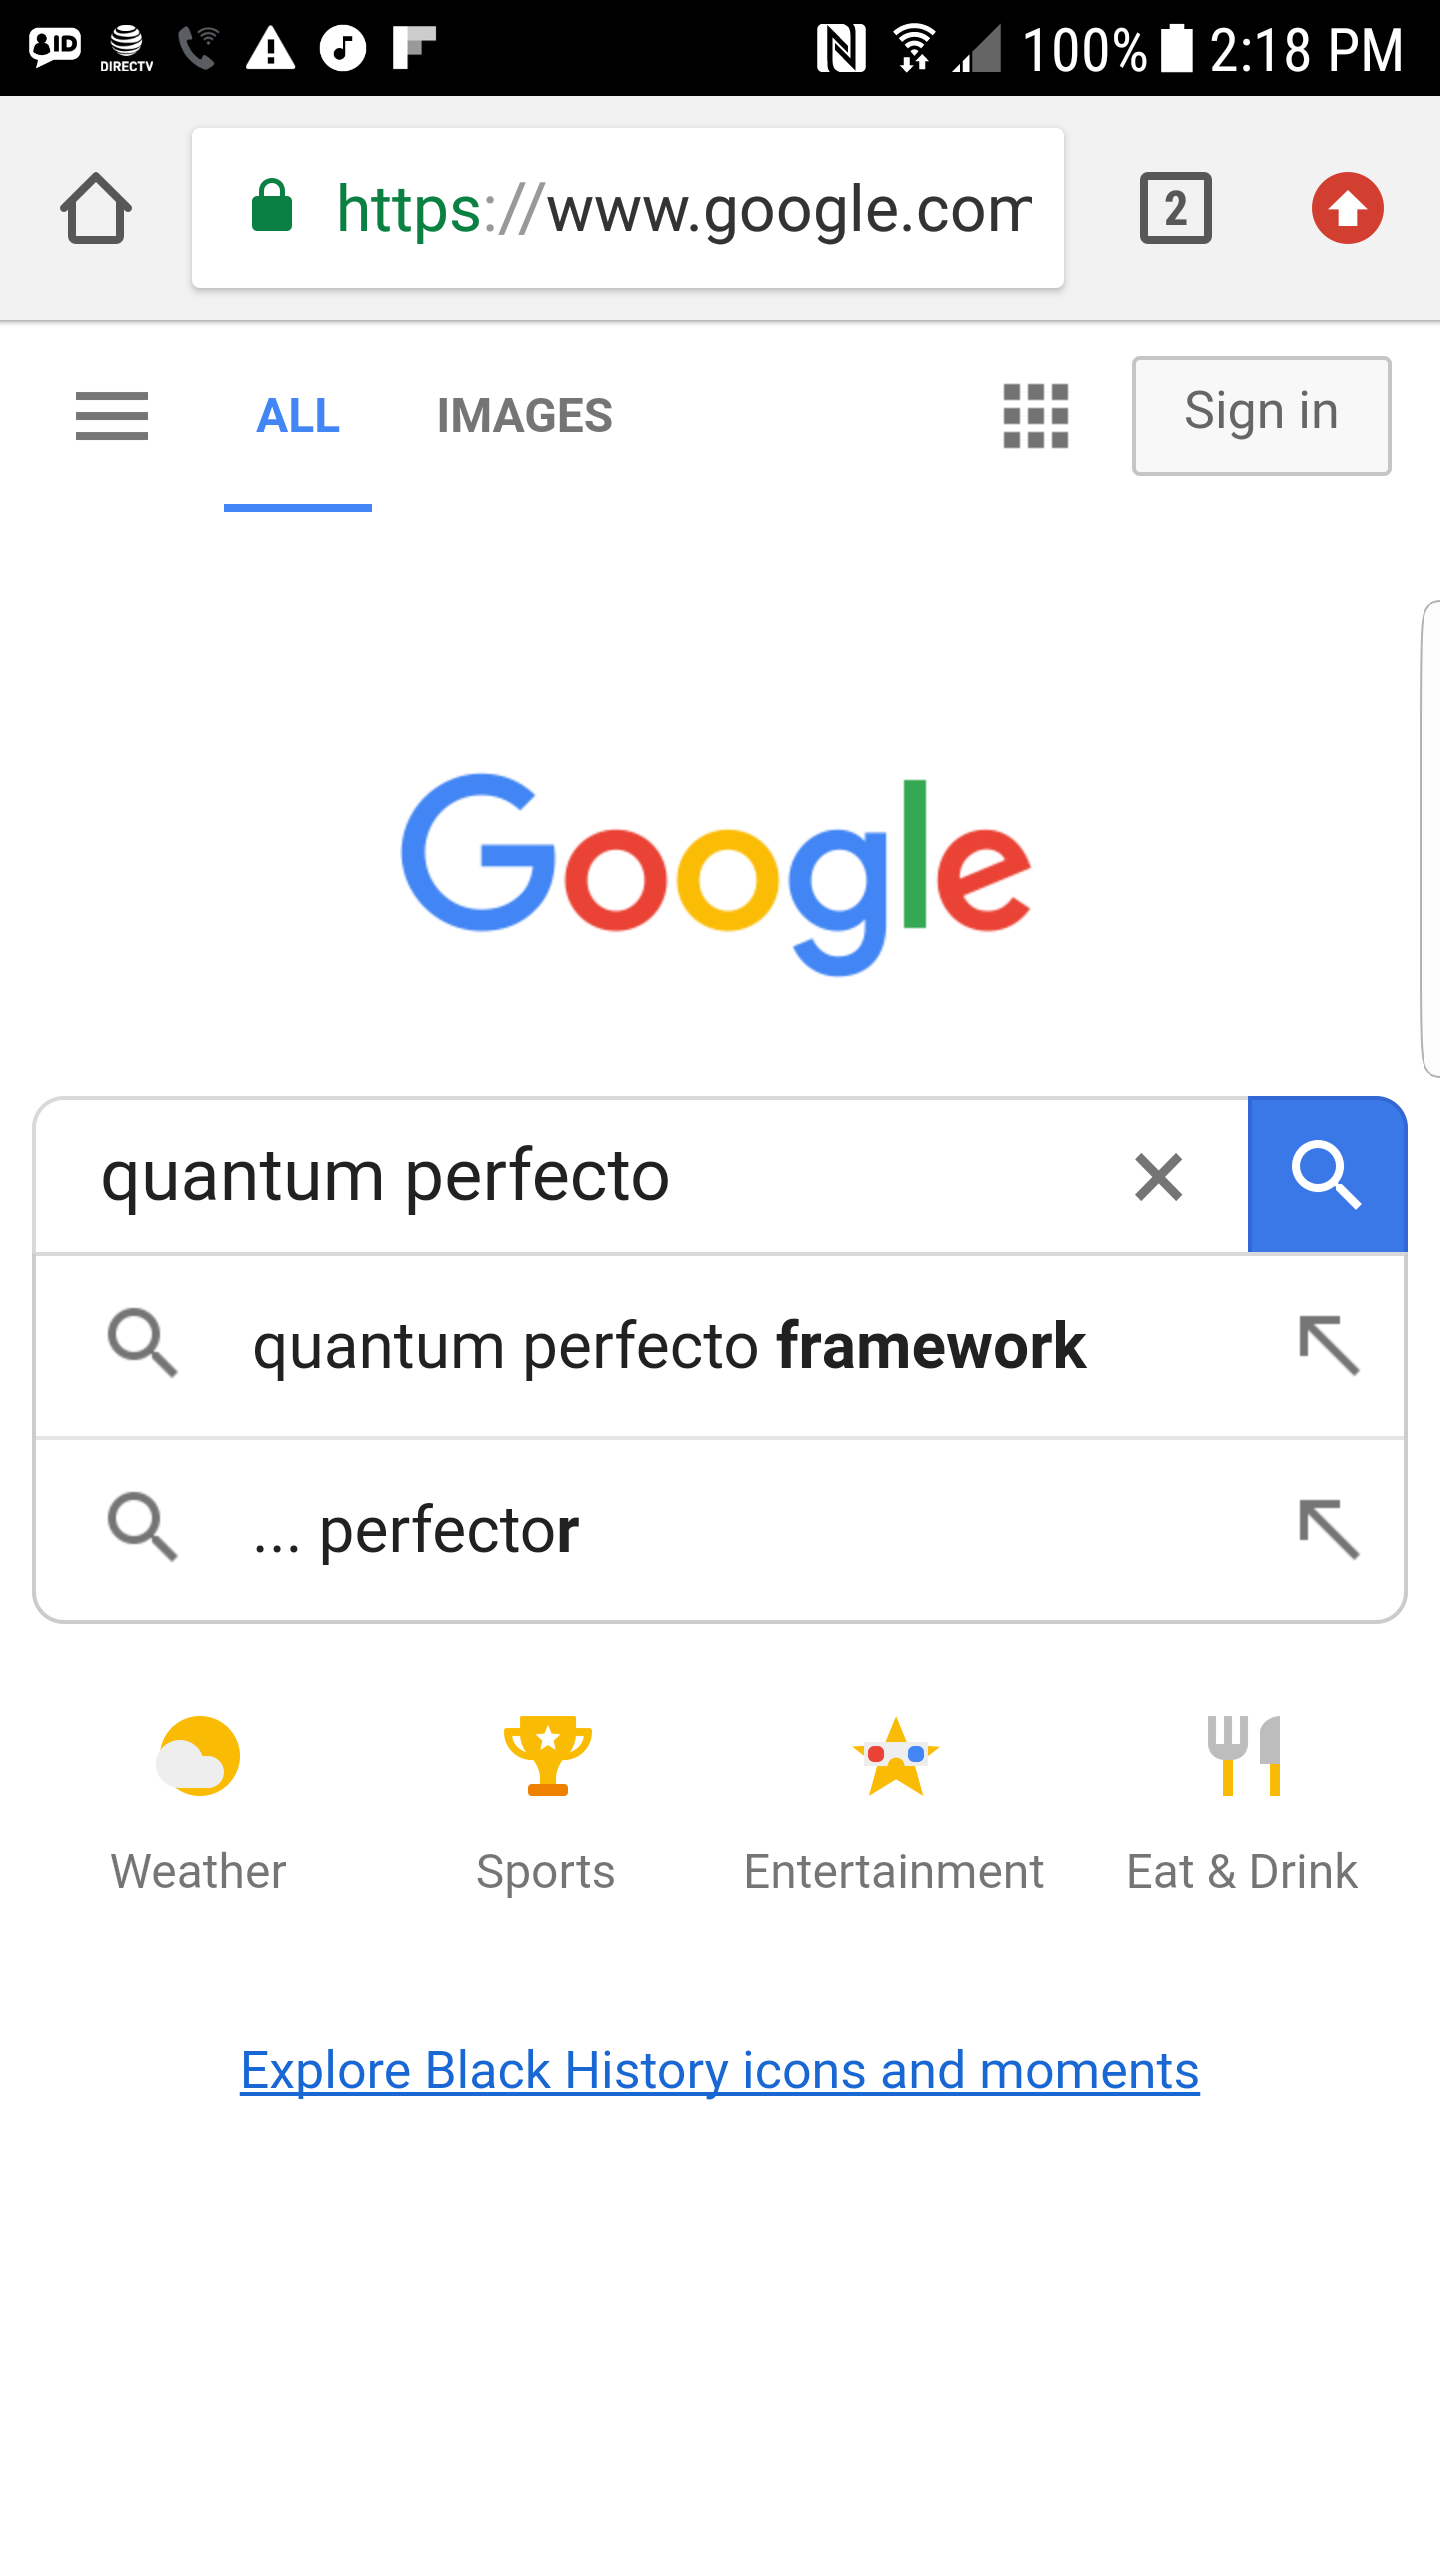 ID DIRECTV 100% 2:18 PM
https://www.google.com 2
ALL IMAGES Sign in
Google
quantum perfecto
quantum perfecto framework
... perfector
Weather Sports Entertainment Eat & Drink
Explore Black History icons and moments